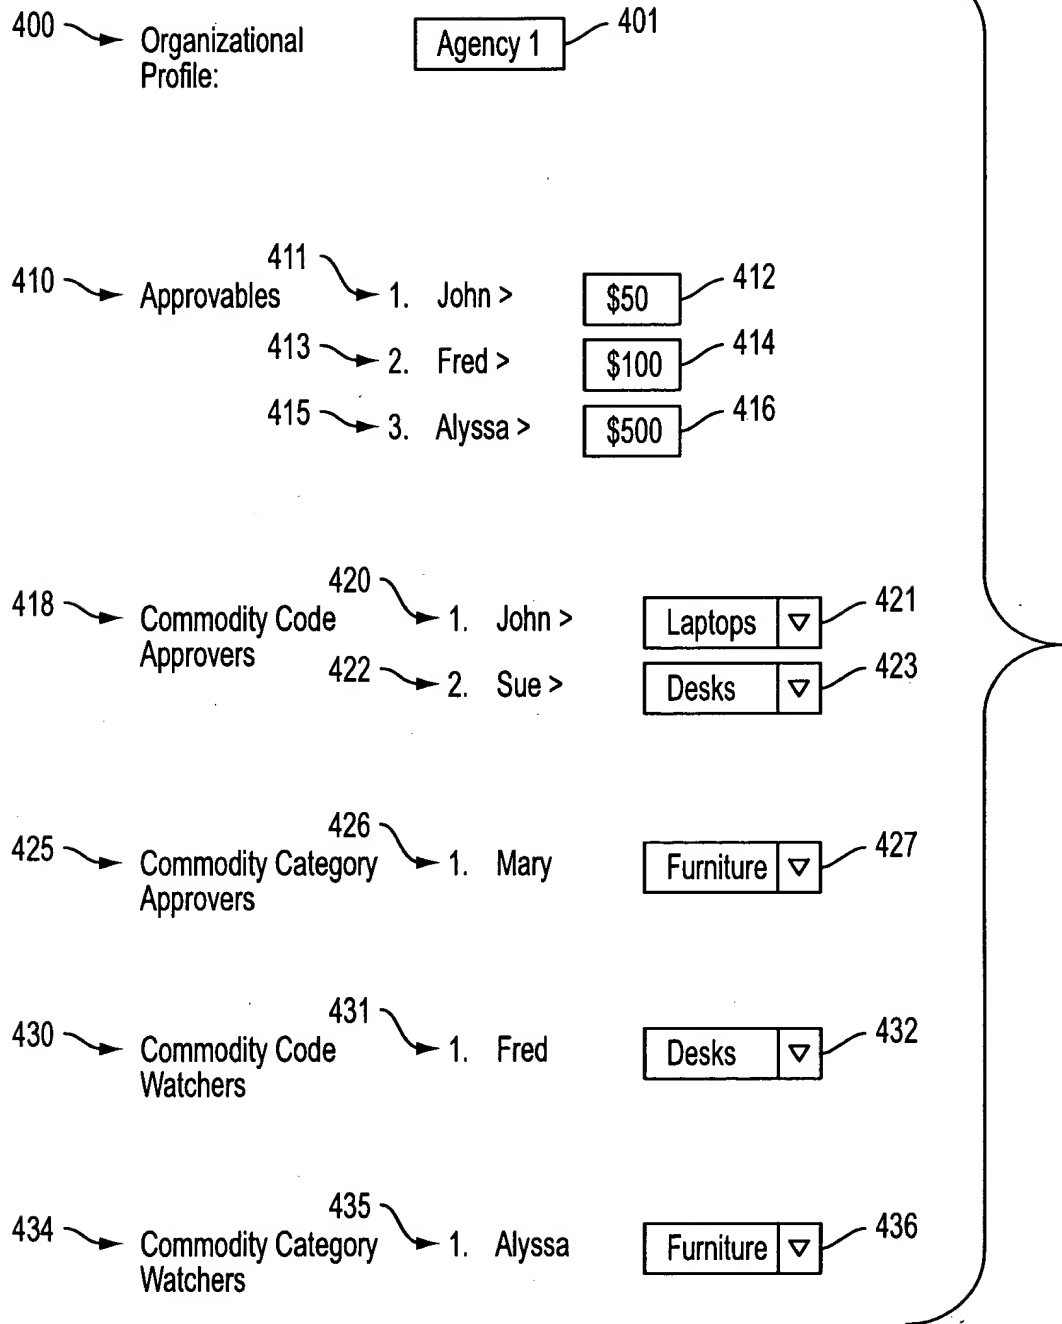 400 Organizational Agency 1 401
Profile:
411
410 Approvables 1. John > $50 412
413 2. Fred > $100 414
415 3. Alyssa > $500 416
420
418 Commodity Code 1. John > Laptops 421
Approvers
422 2. Sue > Desks 423
426
425 Commodity Category 1. Mary Furniture 427
Approvers
431
430 Commodity Code 1. Fred Desks 432
Watchers
435
434 Commodity Category 1. Alyssa Furniture 436
Watchers